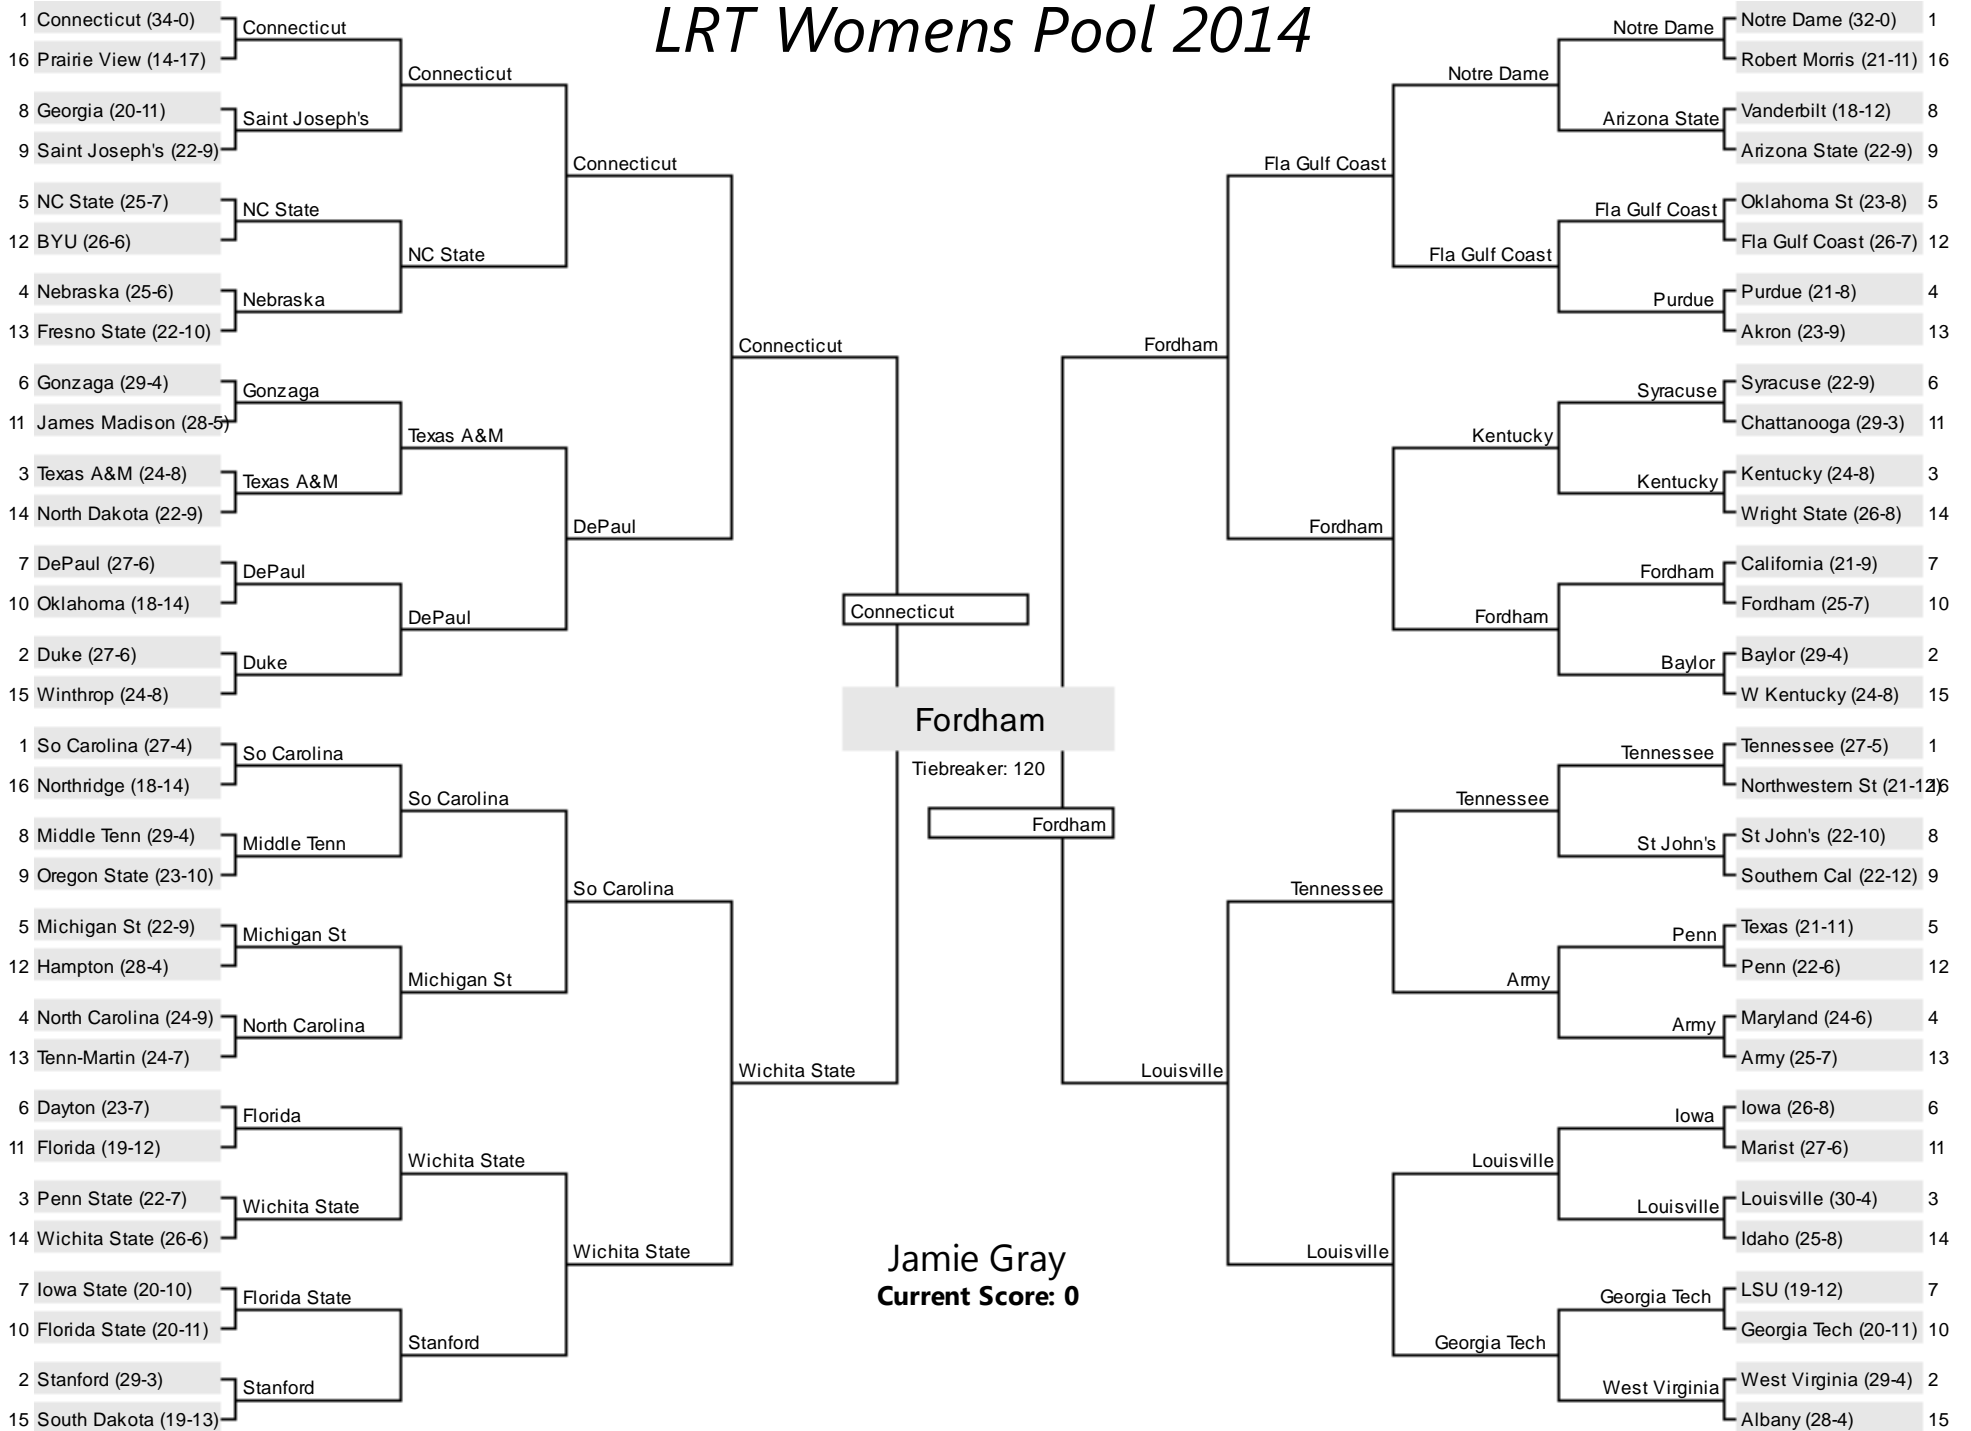 LRT Womens Pool 2014
1 Connecticut (34-0)
16 Prairie View (14-17)
8 Georgia (20-11)
9 Saint Joseph's (22-9)
5 NC State (25-7)
12 BYU (26-6)
4 Nebraska (25-6)
13 Fresno State (22-10)
6 Gonzaga (29-4)
11 James Madison (28-5)
3 Texas A&M (24-8)
14 North Dakota (22-9)
7 DePaul (27-6)
10 Oklahoma (18-14)
2 Duke (27-6)
15 Winthrop (24-8)
1 So Carolina (27-4)
16 Northridge (18-14)
8 Middle Tenn (29-4)
9 Oregon State (23-10)
5 Michigan St (22-9)
12 Hampton (28-4)
4 North Carolina (24-9)
13 Tenn-Martin (24-7)
6 Dayton (23-7)
11 Florida (19-12)
3 Penn State (22-7)
14 Wichita State (26-6)
7 Iowa State (20-10)
10 Florida State (20-11)
2 Stanford (29-3)
15 South Dakota (19-13)
Connecticut
Saint Joseph's
NC State
Nebraska
Gonzaga
Texas A&M
DePaul
Duke
So Carolina
Middle Tenn
Michigan St
North Carolina
Florida
Wichita State
Florida State
Stanford
Connecticut
NC State
Texas A&M
DePaul
So Carolina
Michigan St
Wichita State
Stanford
Connecticut
DePaul
So Carolina
Wichita State
Connecticut
Wichita State
Connecticut
Fordham
Tiebreaker: 120
Fordham
Jamie Gray
Current Score: 0
Fordham
Louisville
Fla Gulf Coast
Fordham
Tennessee
Louisville
Notre Dame
Fla Gulf Coast
Kentucky
Fordham
Tennessee
Army
Louisville
Georgia Tech
Notre Dame
Arizona State
Fla Gulf Coast
Purdue
Syracuse
Kentucky
Fordham
Baylor
Tennessee
St John's
Penn
Army
Iowa
Louisville
Georgia Tech
West Virginia
Notre Dame (32-0) 1
Robert Morris (21-11) 16
Vanderbilt (18-12) 8
Arizona State (22-9) 9
Oklahoma St (23-8) 5
Fla Gulf Coast (26-7) 12
Purdue (21-8) 4
Akron (23-9) 13
Syracuse (22-9) 6
Chattanooga (29-3) 11
Kentucky (24-8) 3
Wright State (26-8) 14
California (21-9) 7
Fordham (25-7) 10
Baylor (29-4) 2
W Kentucky (24-8) 15
Tennessee (27-5) 1
Northwestern St (21-12) 16
St John's (22-10) 8
Southern Cal (22-12) 9
Texas (21-11) 5
Penn (22-6) 12
Maryland (24-6) 4
Army (25-7) 13
Iowa (26-8) 6
Marist (27-6) 11
Louisville (30-4) 3
Idaho (25-8) 14
LSU (19-12) 7
Georgia Tech (20-11) 10
West Virginia (29-4) 2
Albany (28-4) 15